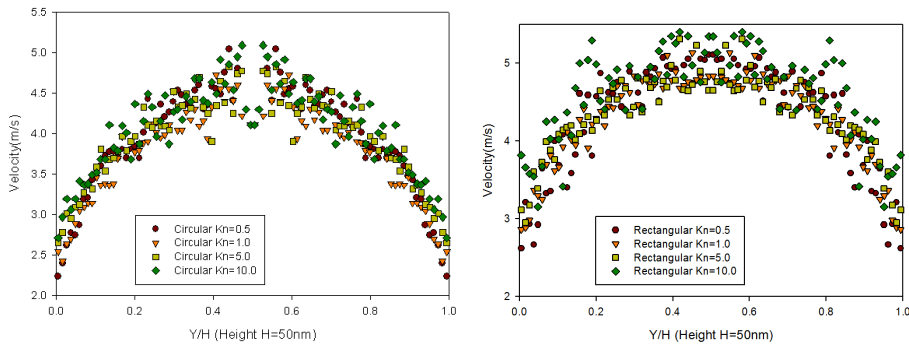 5.5
5.0
4.5
4.0
3.5
3.0
2.5
2.0
Velocity(m/s)
Circular Kn=0.5
Circular Kn=1.0
Circular Kn=5.0
Circular Kn=10.0
0.0 0.2 0.4 0.6 0.8 1.0
Y/H (Height H=50nm)
5
4
3
2
Velocity(m/s)
Rectangular Kn=0.5
Rectangular Kn=1.0
Rectangular Kn=5.0
Rectangular Kn=10.0
0.0 0.2 0.4 0.6 0.8 1.0
Y/H (Height H=50nm)